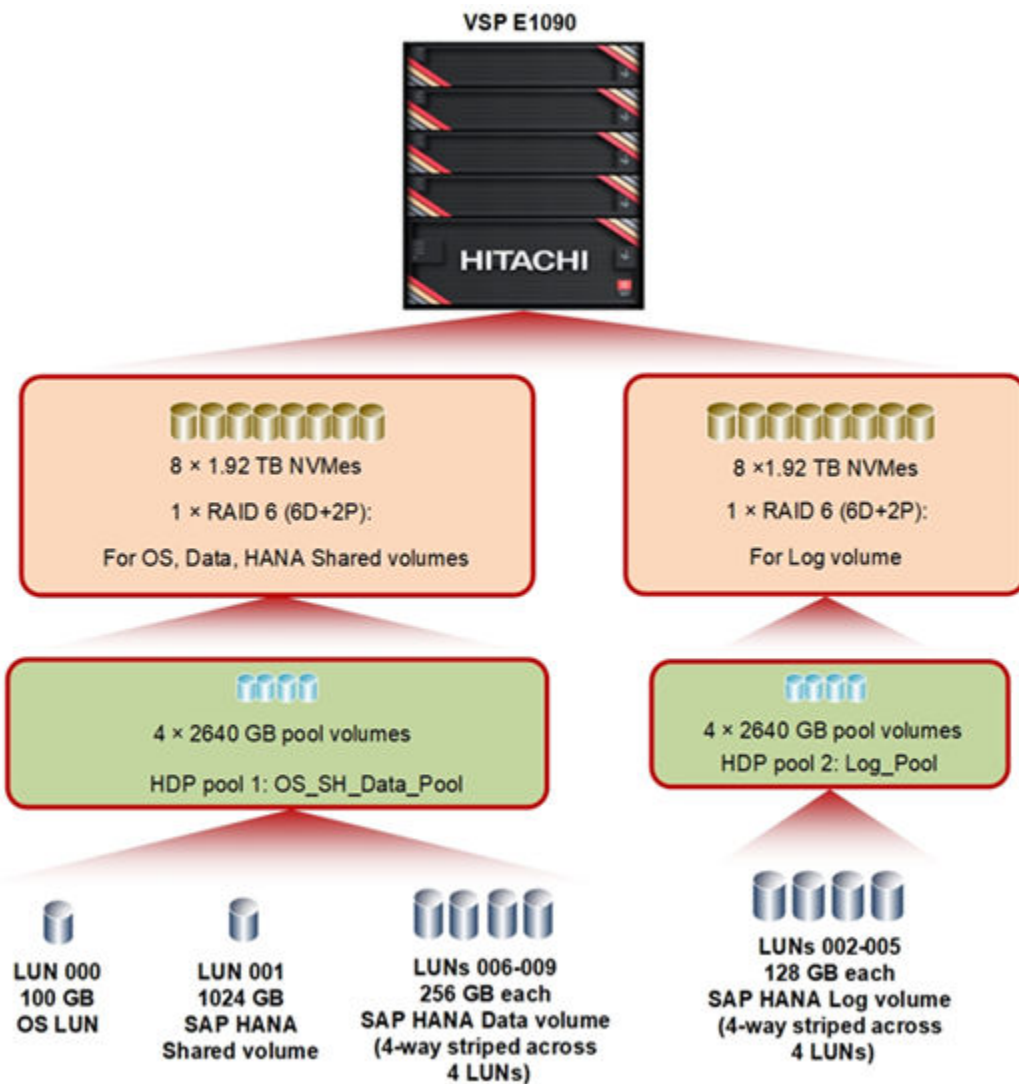 VSP E1090
HITACHI
8 × 1.92 TB NVMes
1 × RAID 6 (6D+2P):
For OS, Data, HANA Shared volumes
8 ×1.92 TB NVMes
1 × RAID 6 (6D+2P):
For Log volume
4 × 2640 GB pool volumes
HDP pool 1: OS_SH_Data_Pool
4 × 2640 GB pool volumes
HDP pool 2: Log_Pool
LUN 000
100 GB
OS LUN
LUN 001
1024 GB
SAP HANA
Shared volume
LUNs 006-009
256 GB each
SAP HANA Data volume
(4-way striped across
4 LUNs)
LUNs 002-005
128 GB each
SAP HANA Log volume
(4-way striped across
4 LUNs)